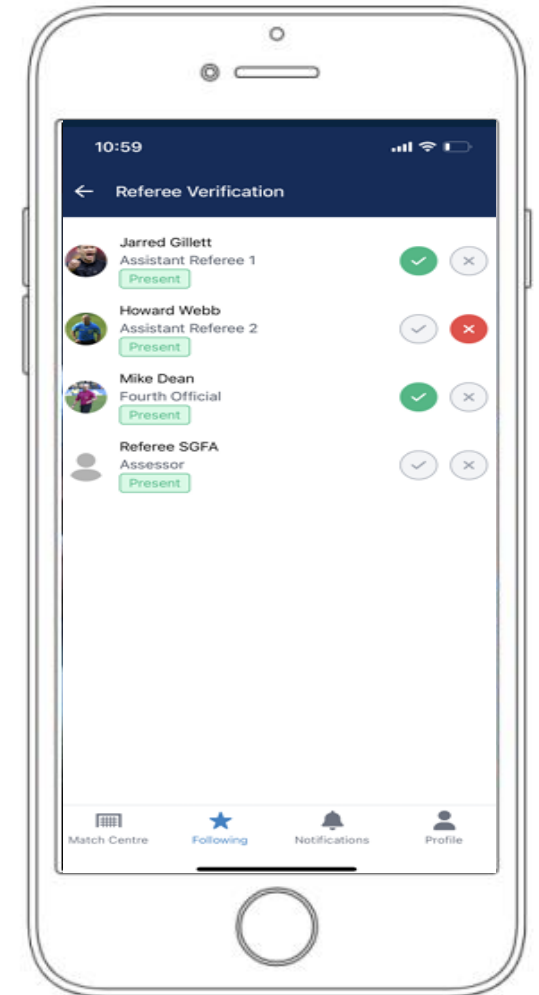 10:59
Referee Verification
Jarred Gillett
Assistant Referee 1
Present
Howard Webb
Assistant Referee 2
Present
Mike Dean
Fourth Official
Present
Referee SGFA
Assessor
Present
Match Centre Following Notifications Profile